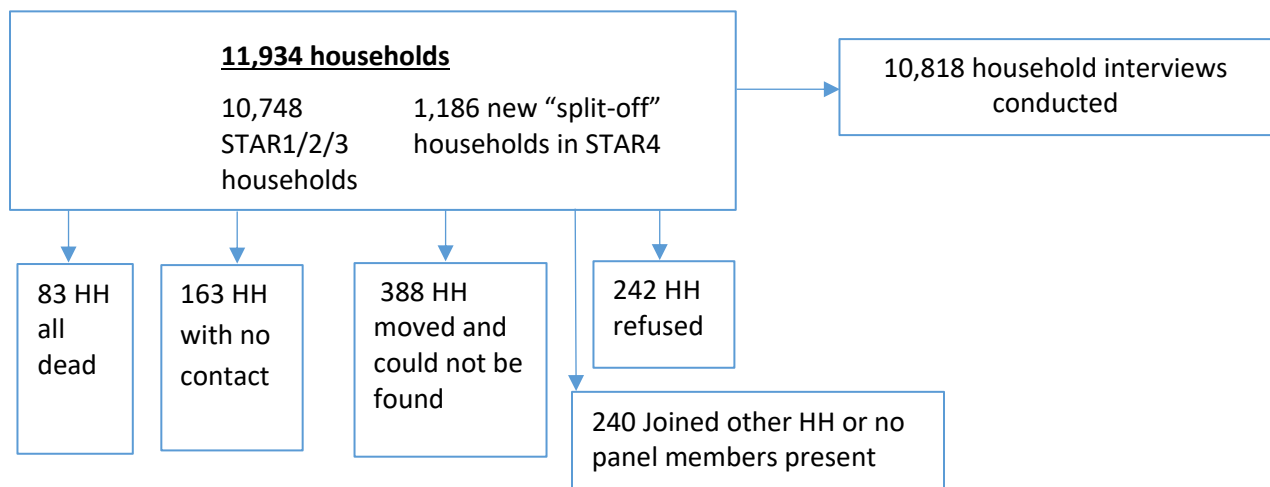 11,934 households
10,748
STAR1/2/3
households
1,186 new “split-off”
households in STAR4
10,818 household interviews
conducted
83 HH
all
dead
163 HH
with no
contact
388 HH
moved and
could not be
found
242 HH
refused
240 Joined other HH or no
panel members present